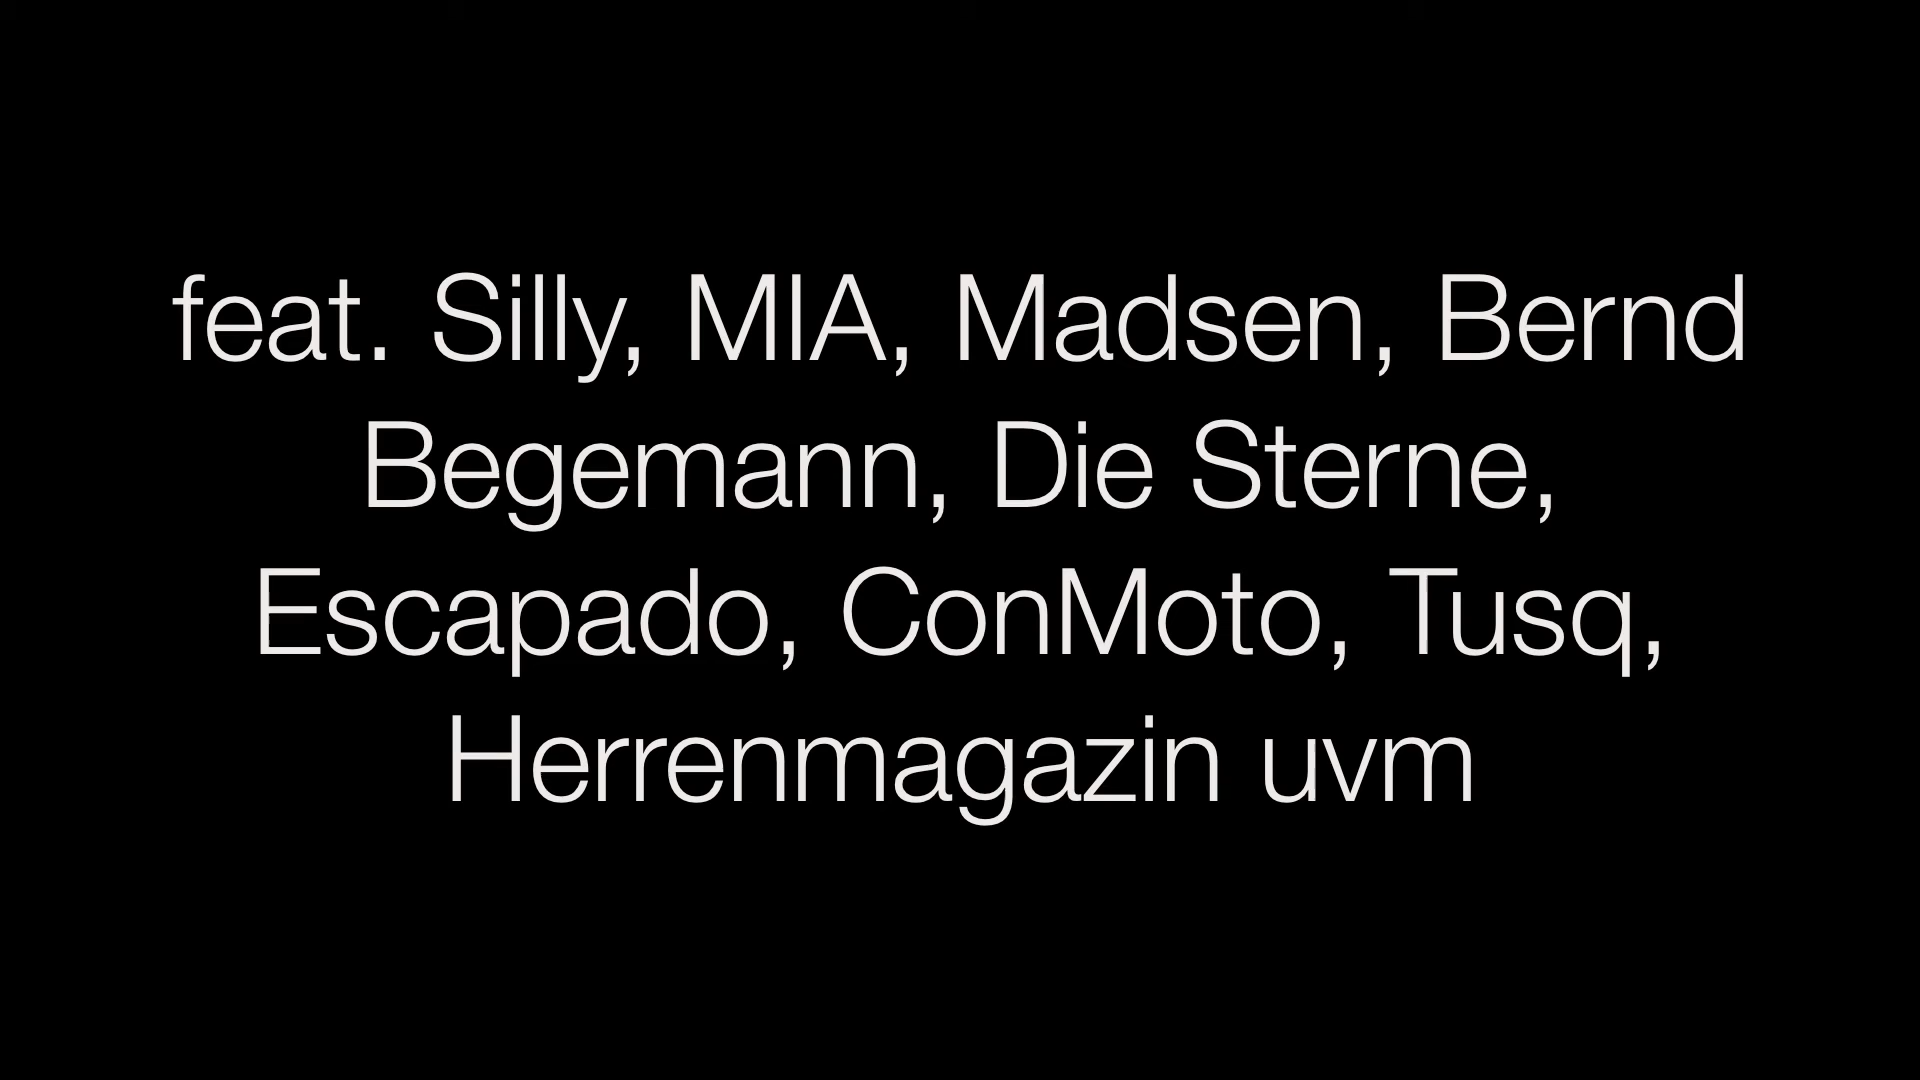 feat. Silly, MIA, Madsen, Bernd
Begemann, Die Sterne,
Escapado, ConMoto, Tusq,
Herrenmagazin uvm